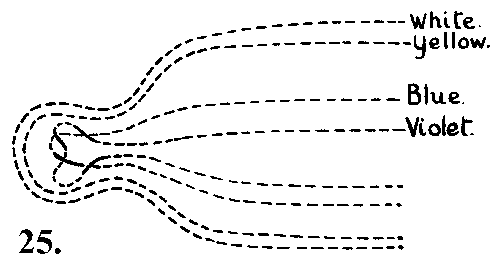 White.
Yellow.
Blue.
Violet.
25.